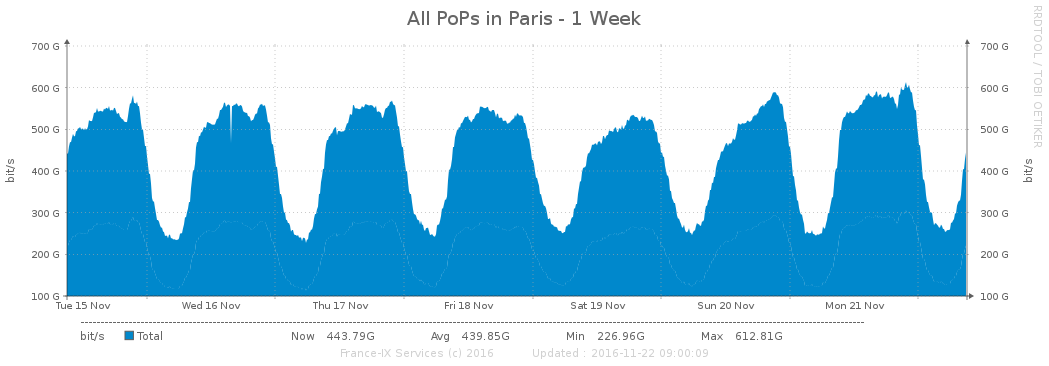 All PoPs in Paris - 1 Week
RRDTOOL / TOBI OETIKER
700 G 700 G
600 G 600 G
500 G 500 G
400 G 400 G
300 G 300 G
200 G 200 G
100 G 100 G
bit/s bit/s
Tue 15 Nov Wed 16 Nov Thu 17 Nov Fri 18 Nov Sat 19 Nov Sun 20 Nov Mon 21 Nov
bit/s Total Now 443.79G Avg 439.85G Min 226.96G Max 612.81G
France-IX Services (c) 2016 Updated : 2016-11-22 09:00:09